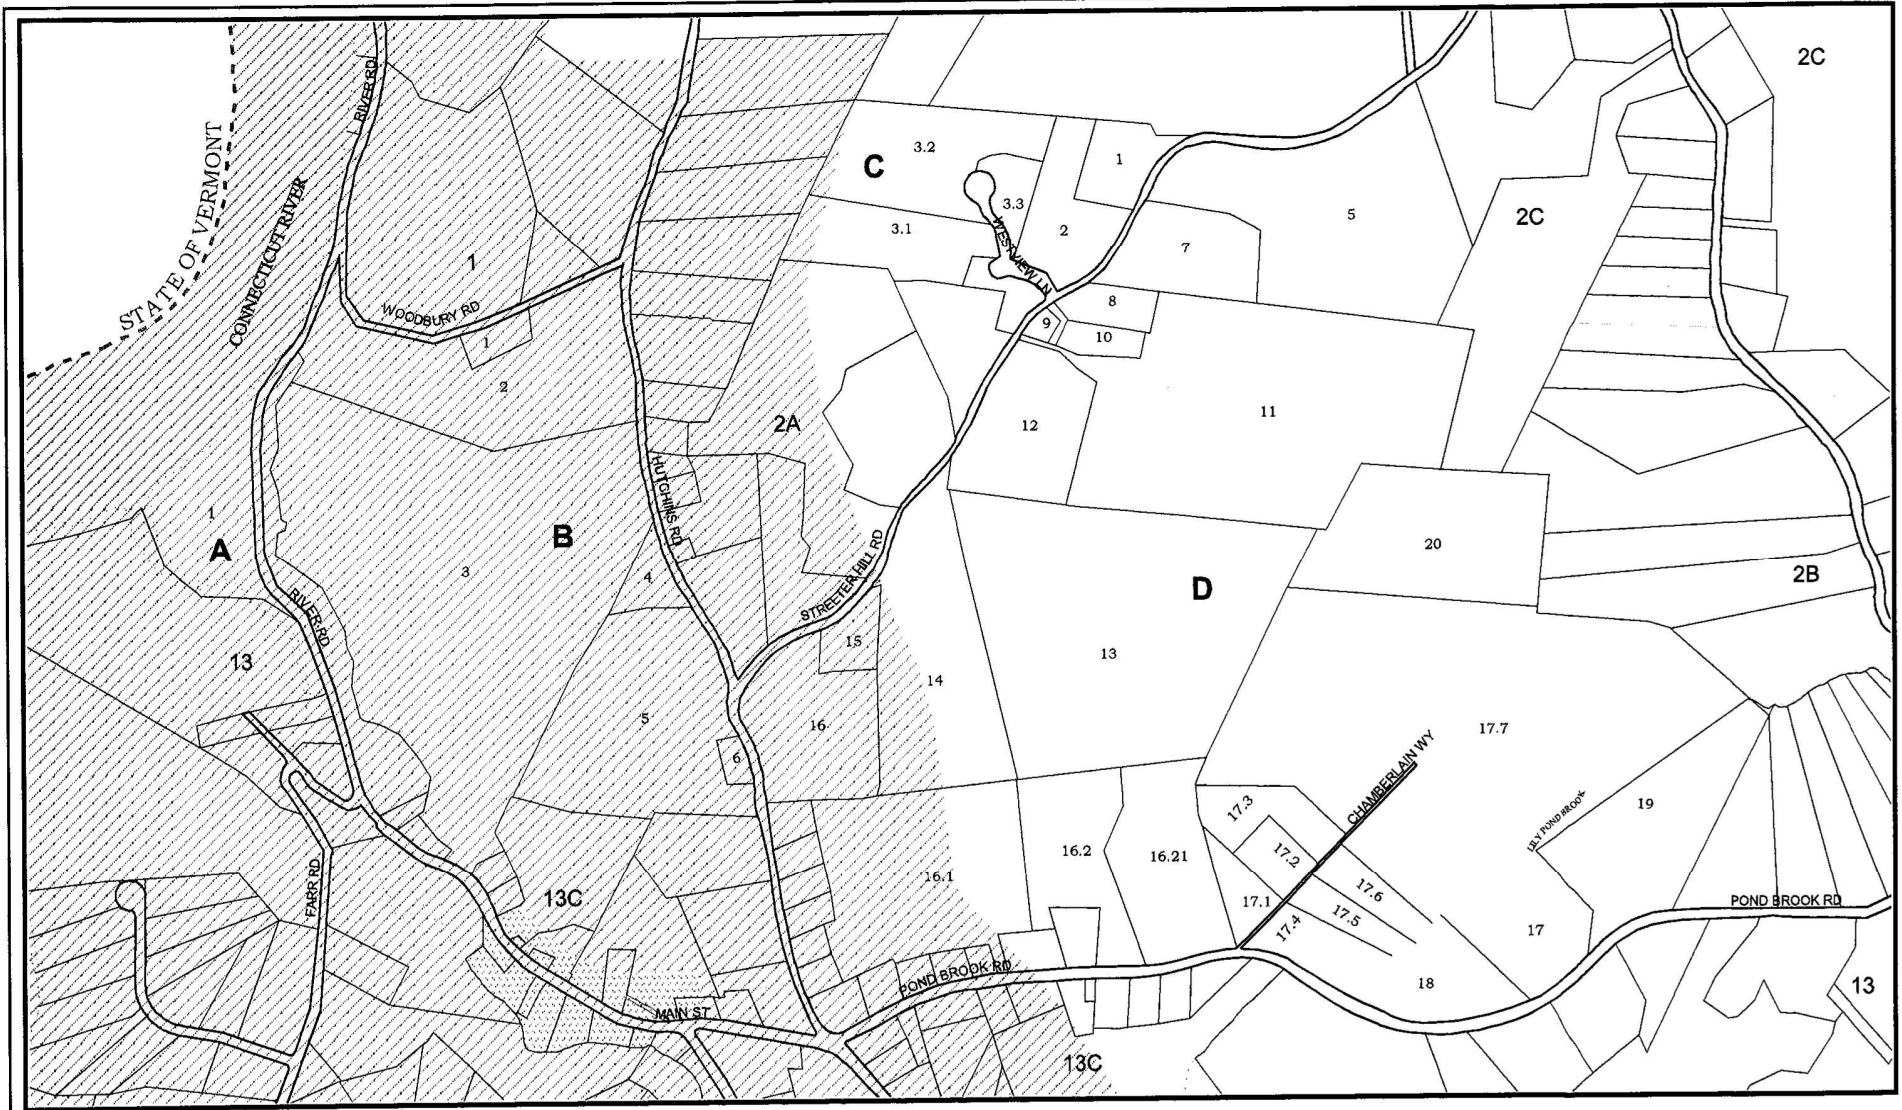 2C
RIVER RD
STATE OF VERMONT
CONNECTICUT RIVER
1
WOODBURY RD
1
2
C
3.2
3.3
3.1
WESTVIEW LN
2
1
7
5
2C
8
9
10
11
12
2A
HUTCHINS RD
STREETER HILL RD
1
A
RIVER RD
13
B
3
4
5
6
15
16
14
D
13
20
2B
17.7
CHAMBERLAIN WY
LILY POND BROOK
19
17.3
17.2
17.1
17.4
17.5
17.6
16.2
16.21
16.1
17
18
POND BROOK RD
13
FARR RD
13C
MAIN ST
POND BROOK RD
13C